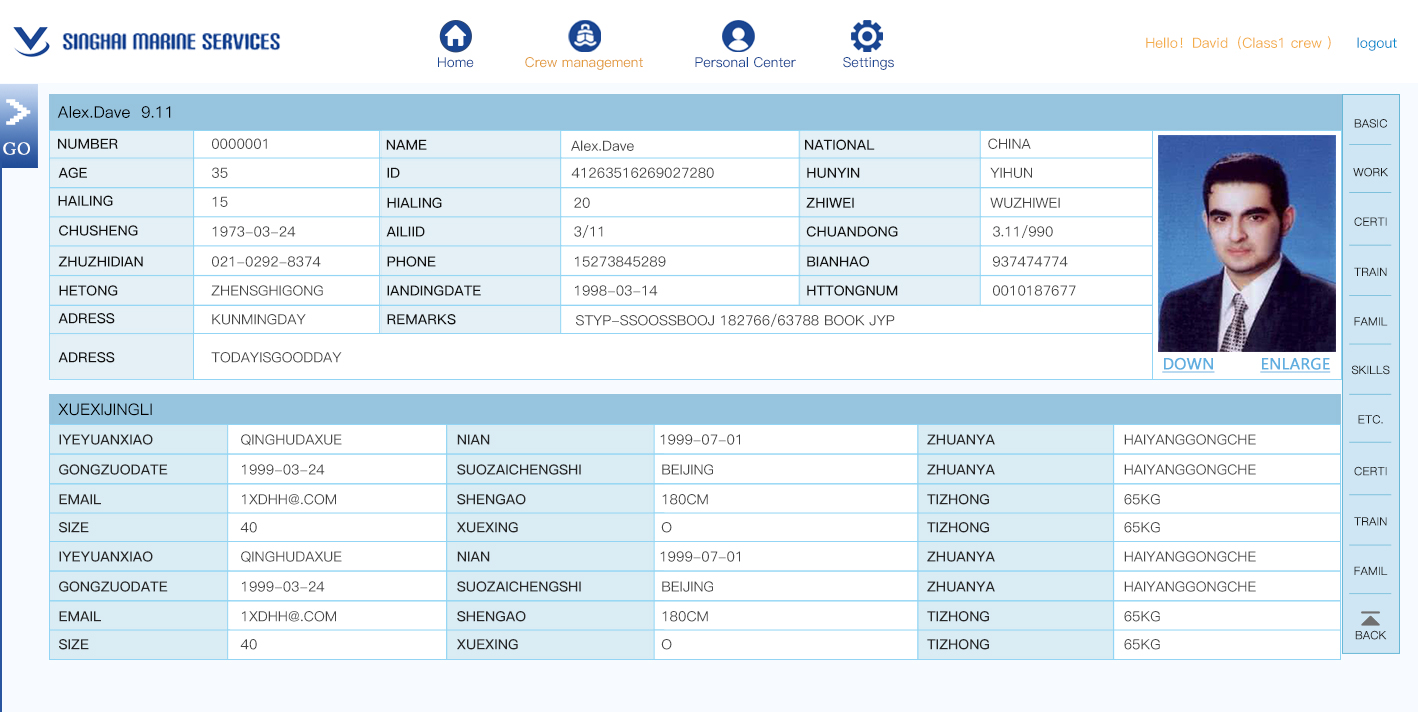 SINGHAI MARINE SERVICES
Home
Crew management
Personal Center
Settings
Hello! David (Class1 crew )
logout
GO
Alex.Dave 9.11
NUMBER 0000001 NAME Alex.Dave NATIONAL CHINA
AGE 35 ID 41263516269027280 HUNYIN YIHUN
HAILING 15 HIALING 20 ZHIWEI WUZHIWEI
CHUSHENG 1973-03-24 AILIID 3/11 CHUANDONG 3.11/990
ZHUZHIDIAN 021-0292-8374 PHONE 15273845289 BIANHAO 937474774
HETONG ZHENSGHIGONG IANDINGDATE 1998-03-14 HTTONGNUM 0010187677
ADRESS KUNMINGDAY REMARKS STYP-SSOOSSBOOJ 182766/63788 BOOK JYP
ADRESS TODAYISGOODDAY
DOWN ENLARGE
XUEXIJINGLI
IYEYUANXIAO QINGHUDAXUE NIAN 1999-07-01 ZHUANYA HAIYANGGONGCHE
GONGZUODATE 1999-03-24 SUOZAICHENGSHI BEIJING ZHUANYA HAIYANGGONGCHE
EMAIL 1XDHH@.COM SHENGAO 180CM TIZHONG 65KG
SIZE 40 XUEXING O TIZHONG 65KG
IYEYUANXIAO QINGHUDAXUE NIAN 1999-07-01 ZHUANYA HAIYANGGONGCHE
GONGZUODATE 1999-03-24 SUOZAICHENGSHI BEIJING ZHUANYA HAIYANGGONGCHE
EMAIL 1XDHH@.COM SHENGAO 180CM TIZHONG 65KG
SIZE 40 XUEXING O TIZHONG 65KG
BASIC
WORK
CERTI
TRAIN
FAMIL
SKILLS
ETC.
CERTI
TRAIN
FAMIL
BACK